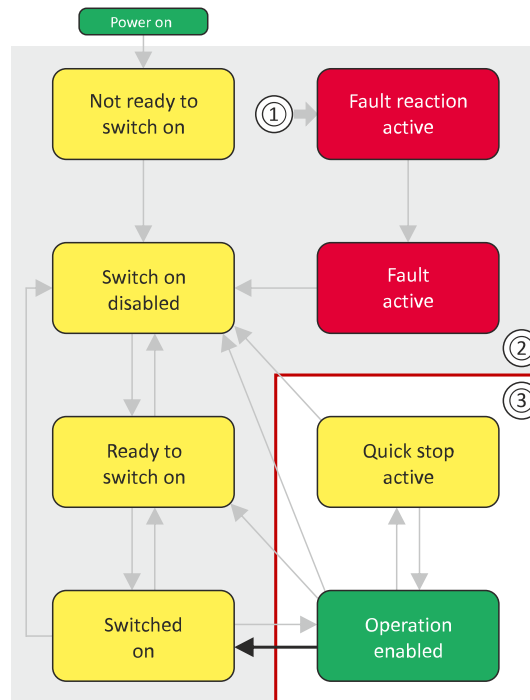 Power on
Not ready to
switch on
1
Fault reaction
active
Switch on
disabled
Fault
active
2
3
Ready to
switch on
Quick stop
active
Switched
on
Operation
enabled